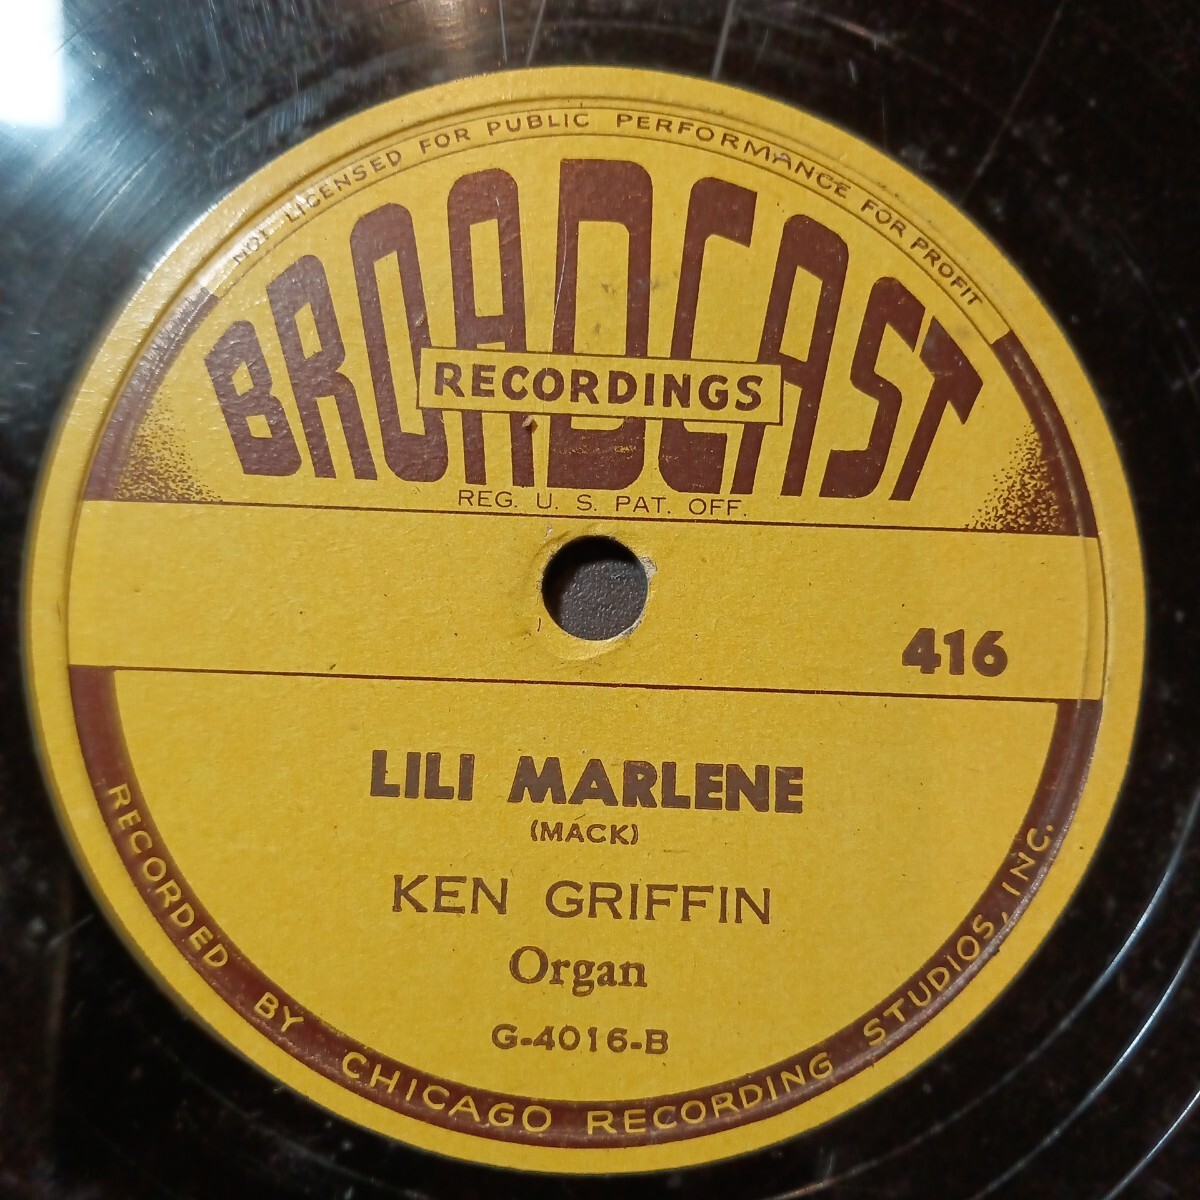 NOT LICENSED FOR PUBLIC PERFORMANCE FOR PROFIT
BROADCAST
RECORDINGS
REG. U. S. PAT. OFF.
416
LILI MARLENE
(MACK)
KEN GRIFFIN
Organ
G-4016-B
RECORDED BY CHICAGO RECORDING STUDIOS, INC.